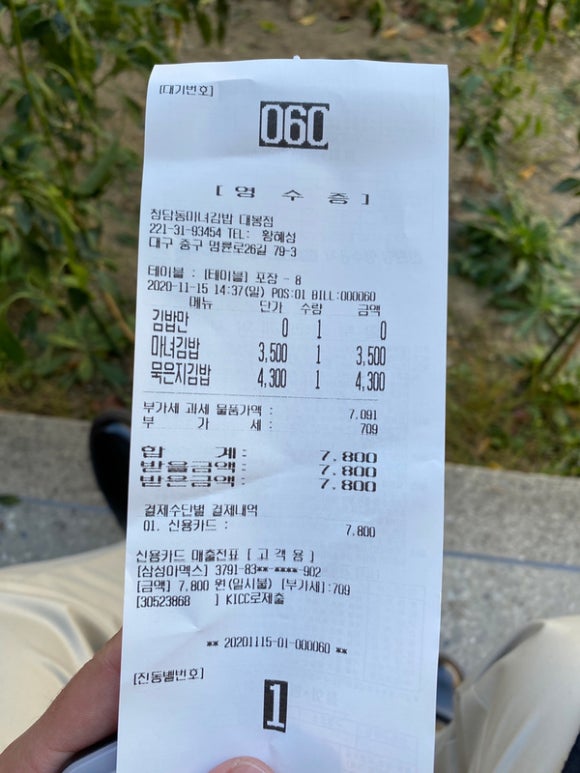 [대기번호]
060
[ 영 수 증 ]
청담동마녀김밥 대봉점
221-31-93454 TEL: 황혜성
대구 중구 명륜로26길 79-3
테이블 : [테이블] 포장 - 8
2020-11-15 14:37(일) POS:01 BILL:000060
메뉴 단가 수량 금액
김밥만 0 1 0
마녀김밥 3,500 1 3,500
묵은지김밥 4,300 1 4,300
부가세 과세 물품가액 : 7,091
부 가 세 : 709
합 계 : 7,800
받을금액 : 7,800
받은금액 : 7,800
결제수단별 결제내역
01. 신용카드 : 7,800
신용카드 매출전표 [ 고 객 용 ]
[삼성아멕스] 3791-83**-****-902
[금액] 7,800 원(일시불) [부가세]:709
[30523868 ] KICC로제출
** 20201115-01-000060 **
[진동벨번호]
1